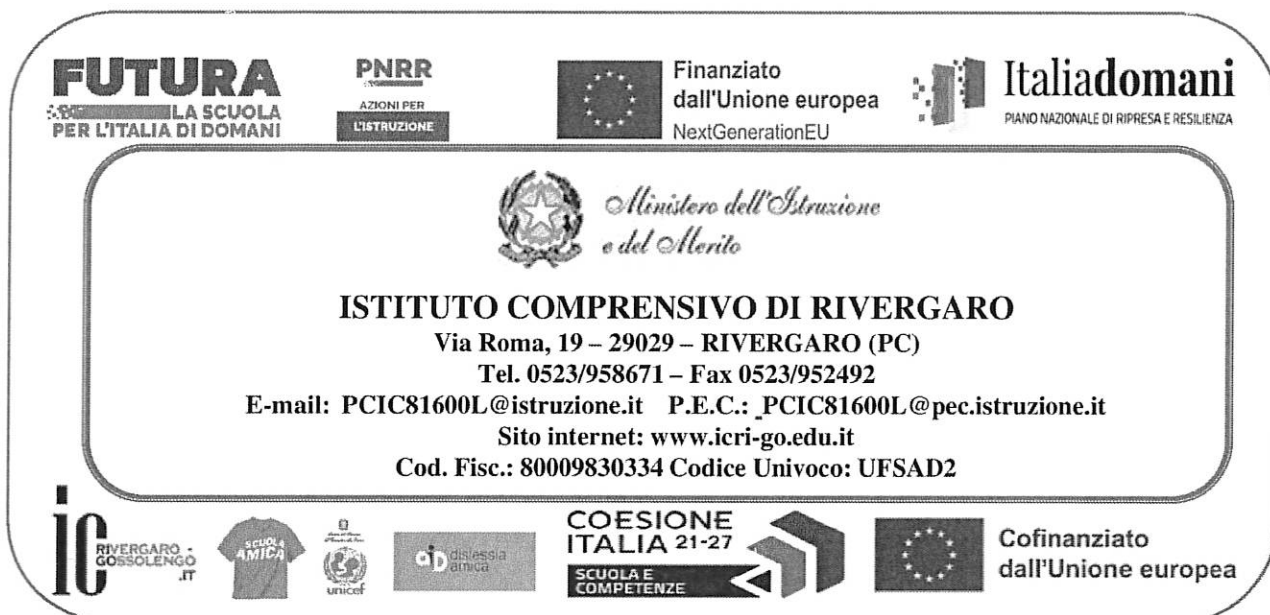 FUTURA
LA SCUOLA
PER L'ITALIA DI DOMANI
PNRR
AZIONI PER
L'ISTRUZIONE
Finanziato
dall'Unione europea
NextGenerationEU
Italiadomani
PIANO NAZIONALE DI RIPRESA E RESILIENZA
Ministero dell'Istruzione
e del Merito
ISTITUTO COMPRENSIVO DI RIVERGARO
Via Roma, 19 – 29029 – RIVERGARO (PC)
Tel. 0523/958671 – Fax 0523/952492
E-mail: PCIC81600L@istruzione.it P.E.C.: _PCIC81600L@pec.istruzione.it
Sito internet: www.icri-go.edu.it
Cod. Fisc.: 80009830334 Codice Univoco: UFSAD2
ic
RIVERGARO -
GOSSOLENGO
.IT
SCUOLA
AMICA
unicef
aiD
dislessia
amica
COESIONE
ITALIA 21-27
SCUOLA E
COMPETENZE
Cofinanziato
dall'Unione europea